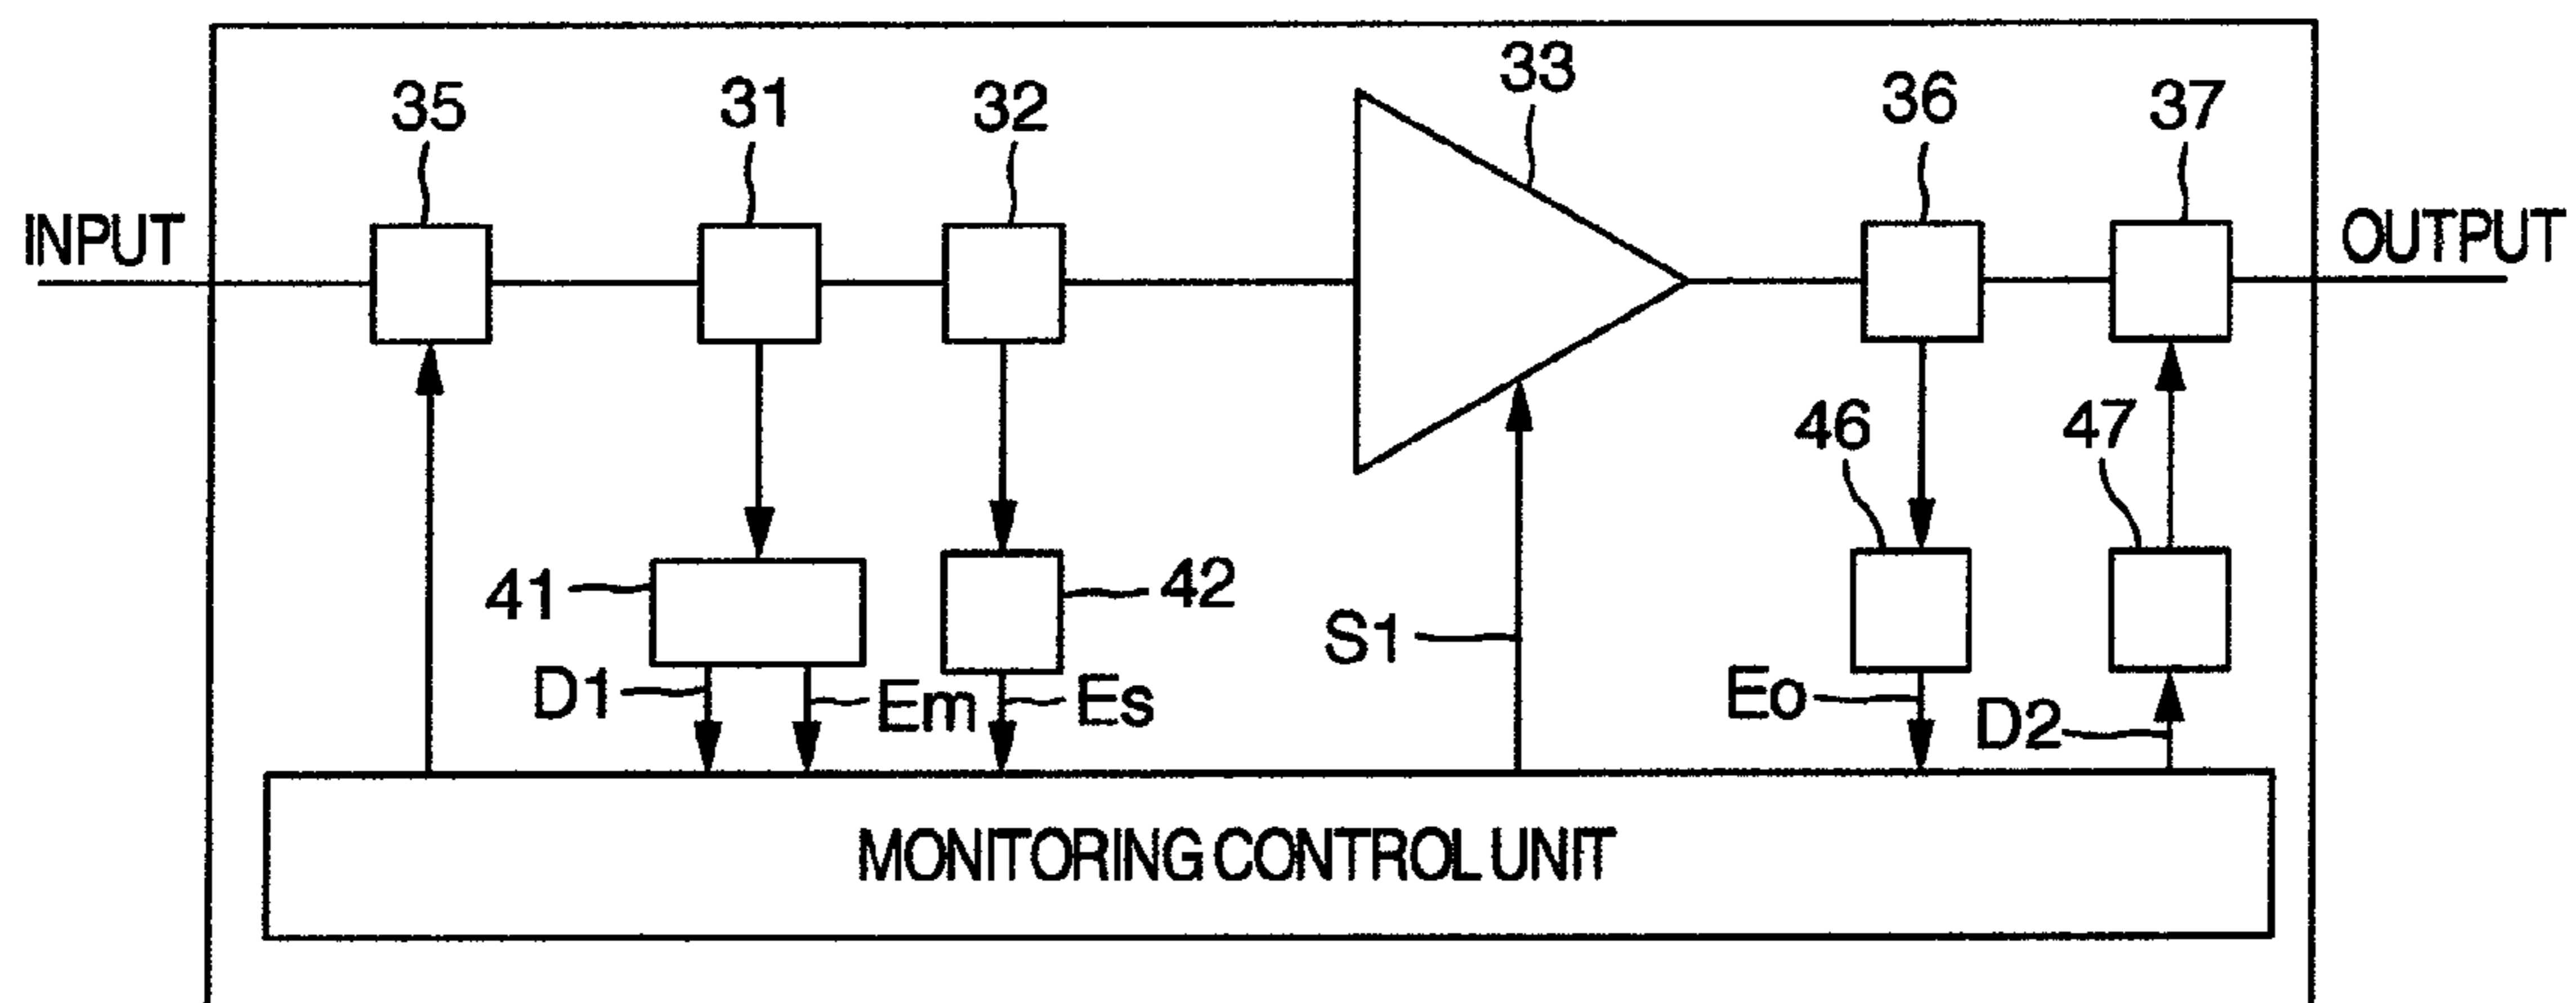 33
35
31
32
36
37
INPUT
OUTPUT
46
47
41
42
S1
D1
Em
Es
Eo
D2
MONITORING CONTROL UNIT